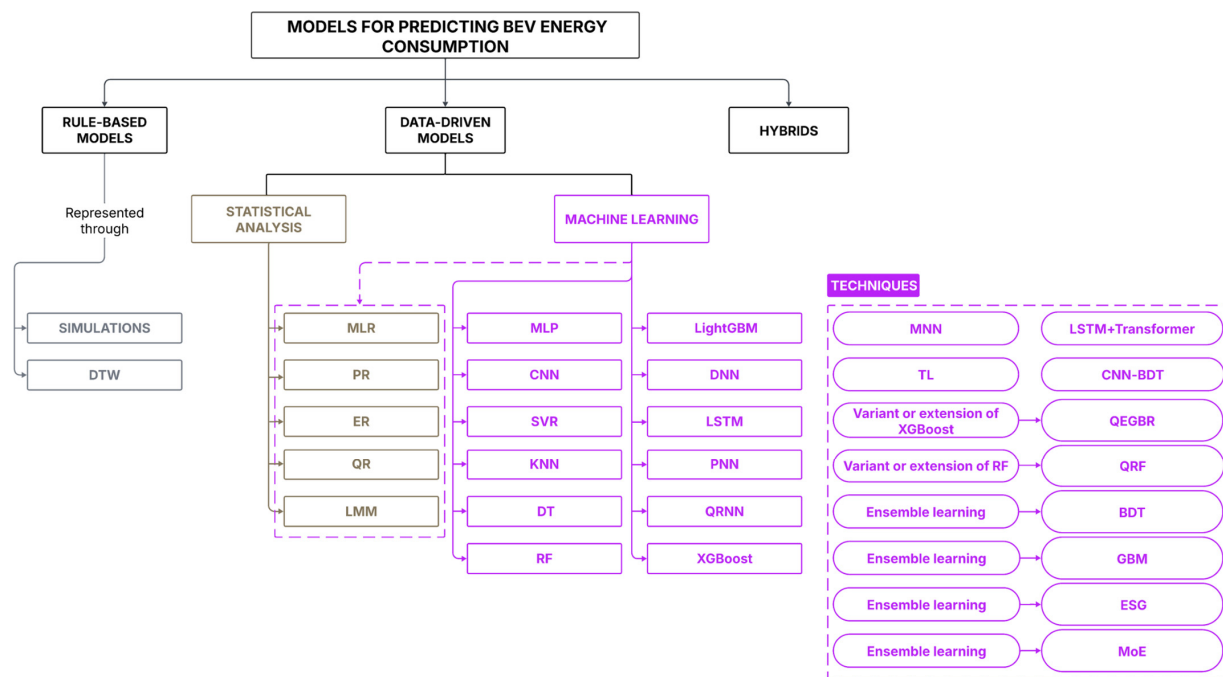 MODELS FOR PREDICTING BEV ENERGY
CONSUMPTION
RULE-BASED
MODELS
DATA-DRIVEN
MODELS
HYBRIDS
Represented
through
STATISTICAL
ANALYSIS
MACHINE LEARNING
SIMULATIONS
DTW
MLR
PR
ER
QR
LMM
MLP
CNN
SVR
KNN
DT
RF
LightGBM
DNN
LSTM
PNN
QRNN
XGBoost
TECHNIQUES
MNN
LSTM+Transformer
TL
CNN-BDT
Variant or extension of
XGBoost
QEGBR
Variant or extension of RF
QRF
Ensemble learning
BDT
Ensemble learning
GBM
Ensemble learning
ESG
Ensemble learning
MoE